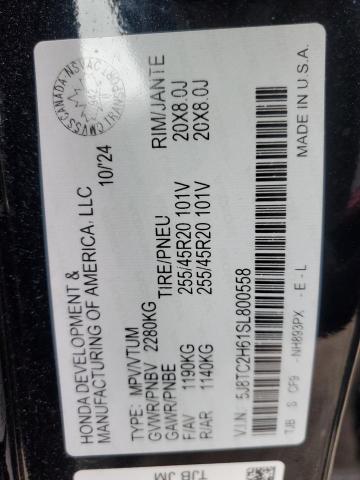 HONDA DEVELOPMENT &
MANUFACTURING OF AMERICA, LLC
10/'24
TYPE: MPV/VTUM
GVWR/PNBV 2280KG
GAWR/PNBE TIRE/PNEU RIM/JANTE
F/AV 1190KG 255/45R20 101V 20X8.0J
R/AR 1140KG 255/45R20 101V 20X8.0J
V.I.N.: 5J8TC2H61SL800558 MADE IN U.S.A.
TJB S CF9 -NH893PX - E - L
TJB JM